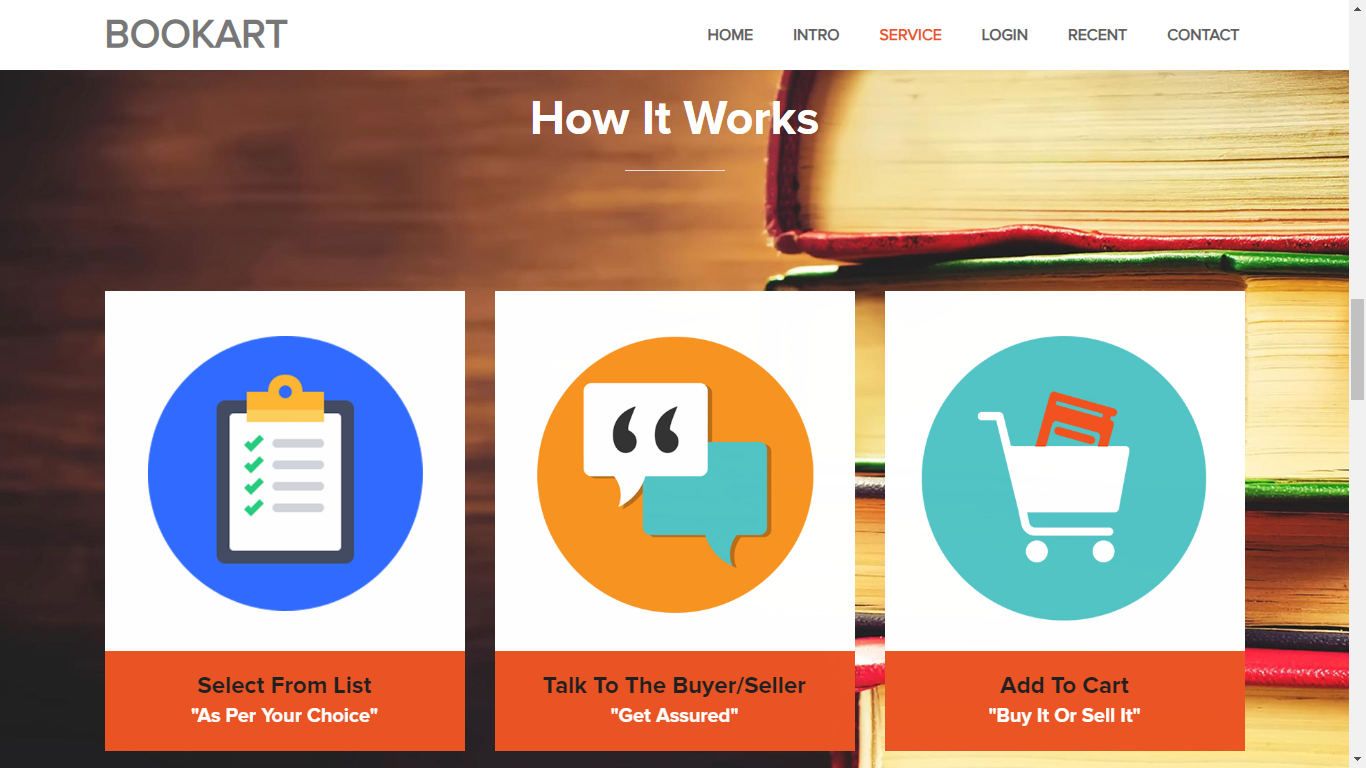 BOOKART
HOME INTRO SERVICE LOGIN RECENT CONTACT
How It Works
Select From List
"As Per Your Choice"
Talk To The Buyer/Seller
"Get Assured"
Add To Cart
"Buy It Or Sell It"